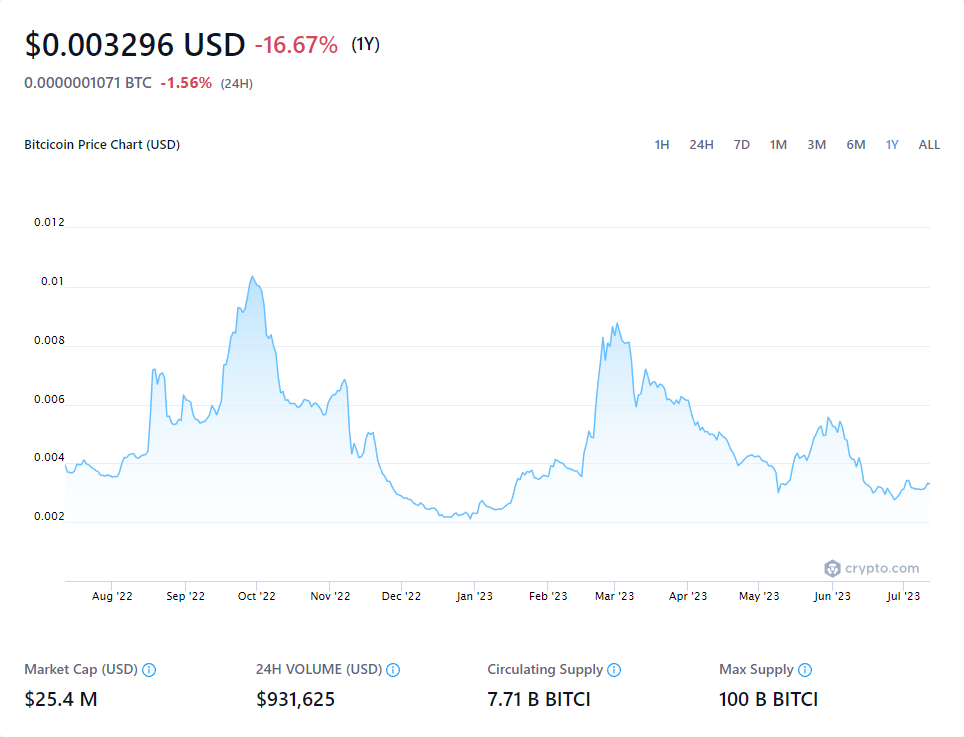 $0.003296 USD -16.67% (1Y)
0.0000001071 BTC -1.56% (24H)
Bitcicoin Price Chart (USD) 1H 24H 7D 1M 3M 6M 1Y ALL
0.012
0.01
0.008
0.006
0.004
0.002
crypto.com
Aug '22 Sep '22 Oct '22 Nov '22 Dec '22 Jan '23 Feb '23 Mar '23 Apr '23 May '23 Jun '23 Jul '23
Market Cap (USD) 24H VOLUME (USD) Circulating Supply Max Supply
$25.4 M $931,625 7.71 B BITCI 100 B BITCI